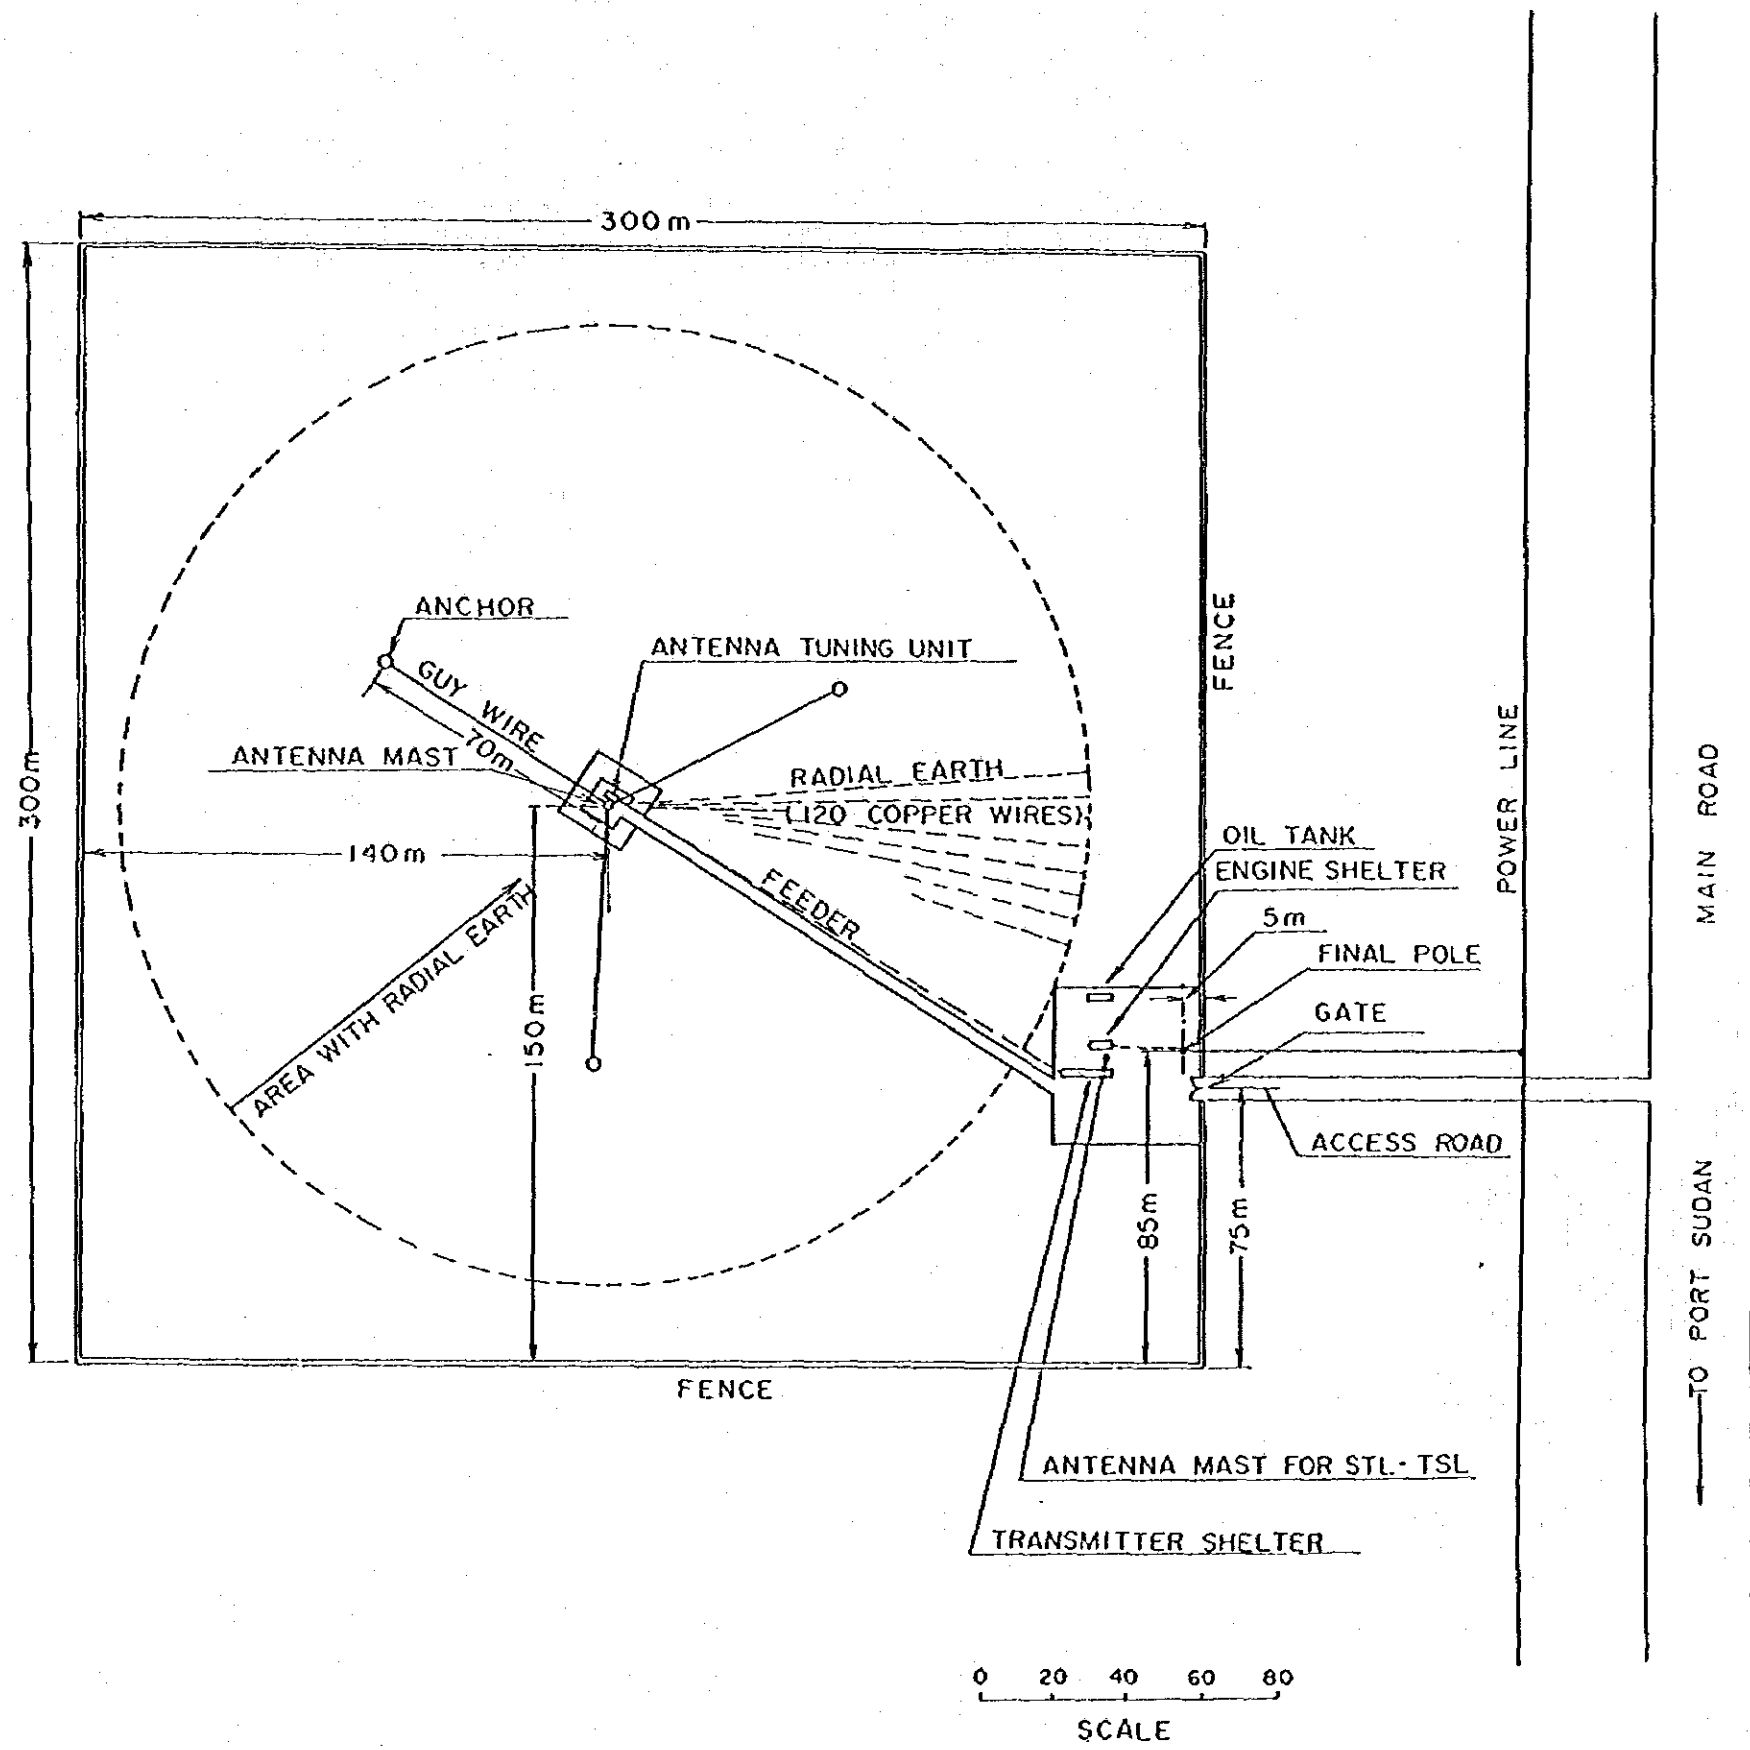 300m
ANCHOR
GUY WIRE
70m
ANTENNA TUNING UNIT
ANTENNA MAST
300m
RADIAL EARTH
(120 COPPER WIRES)
140m
FEEDER
AREA WITH RADIAL EARTH
150m
FENCE
POWER LINE
MAIN ROAD
OIL TANK
ENGINE SHELTER
5m
FINAL POLE
GATE
ACCESS ROAD
85m
75m
TO PORT SUDAN
FENCE
ANTENNA MAST FOR STL-TSL
TRANSMITTER SHELTER
0 20 40 60 80
SCALE